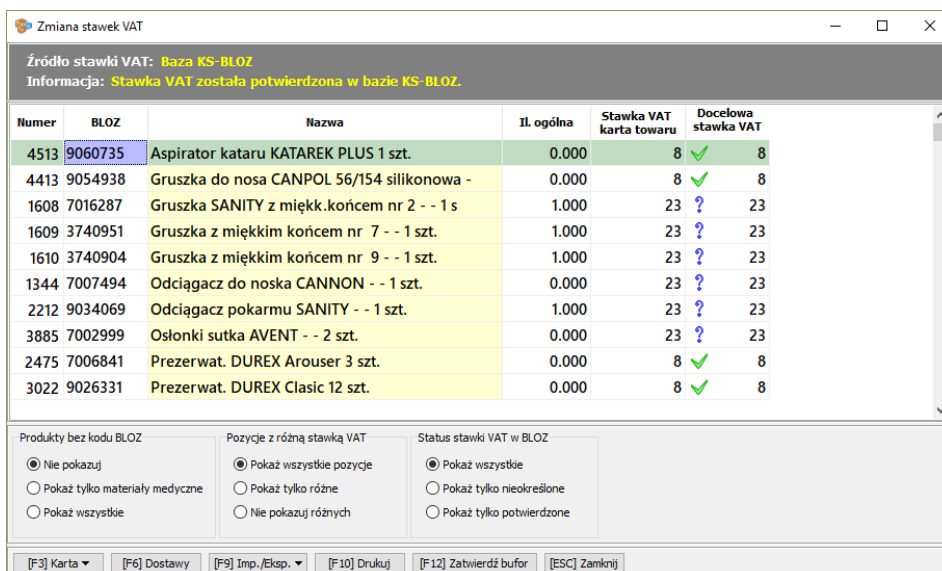 Zmiana stawek VAT
Źródło stawki VAT: Baza KS-BLOZ
Informacja: Stawka VAT została potwierdzona w bazie KS-BLOZ.
Numer BLOZ Nazwa Il. ogólna Stawka VAT karta towaru Docelowa stawka VAT
4513 9060735 Aspirator kataru KATAREK PLUS 1 szt. 0.000 8 8
4413 9054938 Gruszka do nosa CANPOL 56/154 silikonowa - 0.000 8 8
1608 7016287 Gruszka SANITY z miękk.końcem nr 2 - - 1 s 1.000 23 ? 23
1609 3740951 Gruszka z miękkim końcem nr 7 - - 1 szt. 1.000 23 ? 23
1610 3740904 Gruszka z miękkim końcem nr 9 - - 1 szt. 1.000 23 ? 23
1344 7007494 Odciągacz do noska CANNON - - 1 szt. 0.000 23 ? 23
2212 9034069 Odciągacz pokarmu SANITY - - 1 szt. 1.000 23 ? 23
3885 7002999 Osłonki sutka AVENT - - 2 szt. 0.000 23 ? 23
2475 7006841 Prezerwat. DUREX Arouser 3 szt. 0.000 8 8
3022 9026331 Prezerwat. DUREX Clasic 12 szt. 0.000 8 8
Produkty bez kodu BLOZ Pozycje z różną stawką VAT Status stawki VAT w BLOZ
Nie pokazuj Pokaż wszystkie pozycje Pokaż wszystkie
Pokaż tylko materiały medyczne Pokaż tylko różne Pokaż tylko nieokreślone
Pokaż wszystkie Nie pokazuj różnych Pokaż tylko potwierdzone
[F3] Karta [F6] Dostawy [F9] Imp./Eksp. [F10] Drukuj [F12] Zatwierdź bufor [ESC] Zamknij